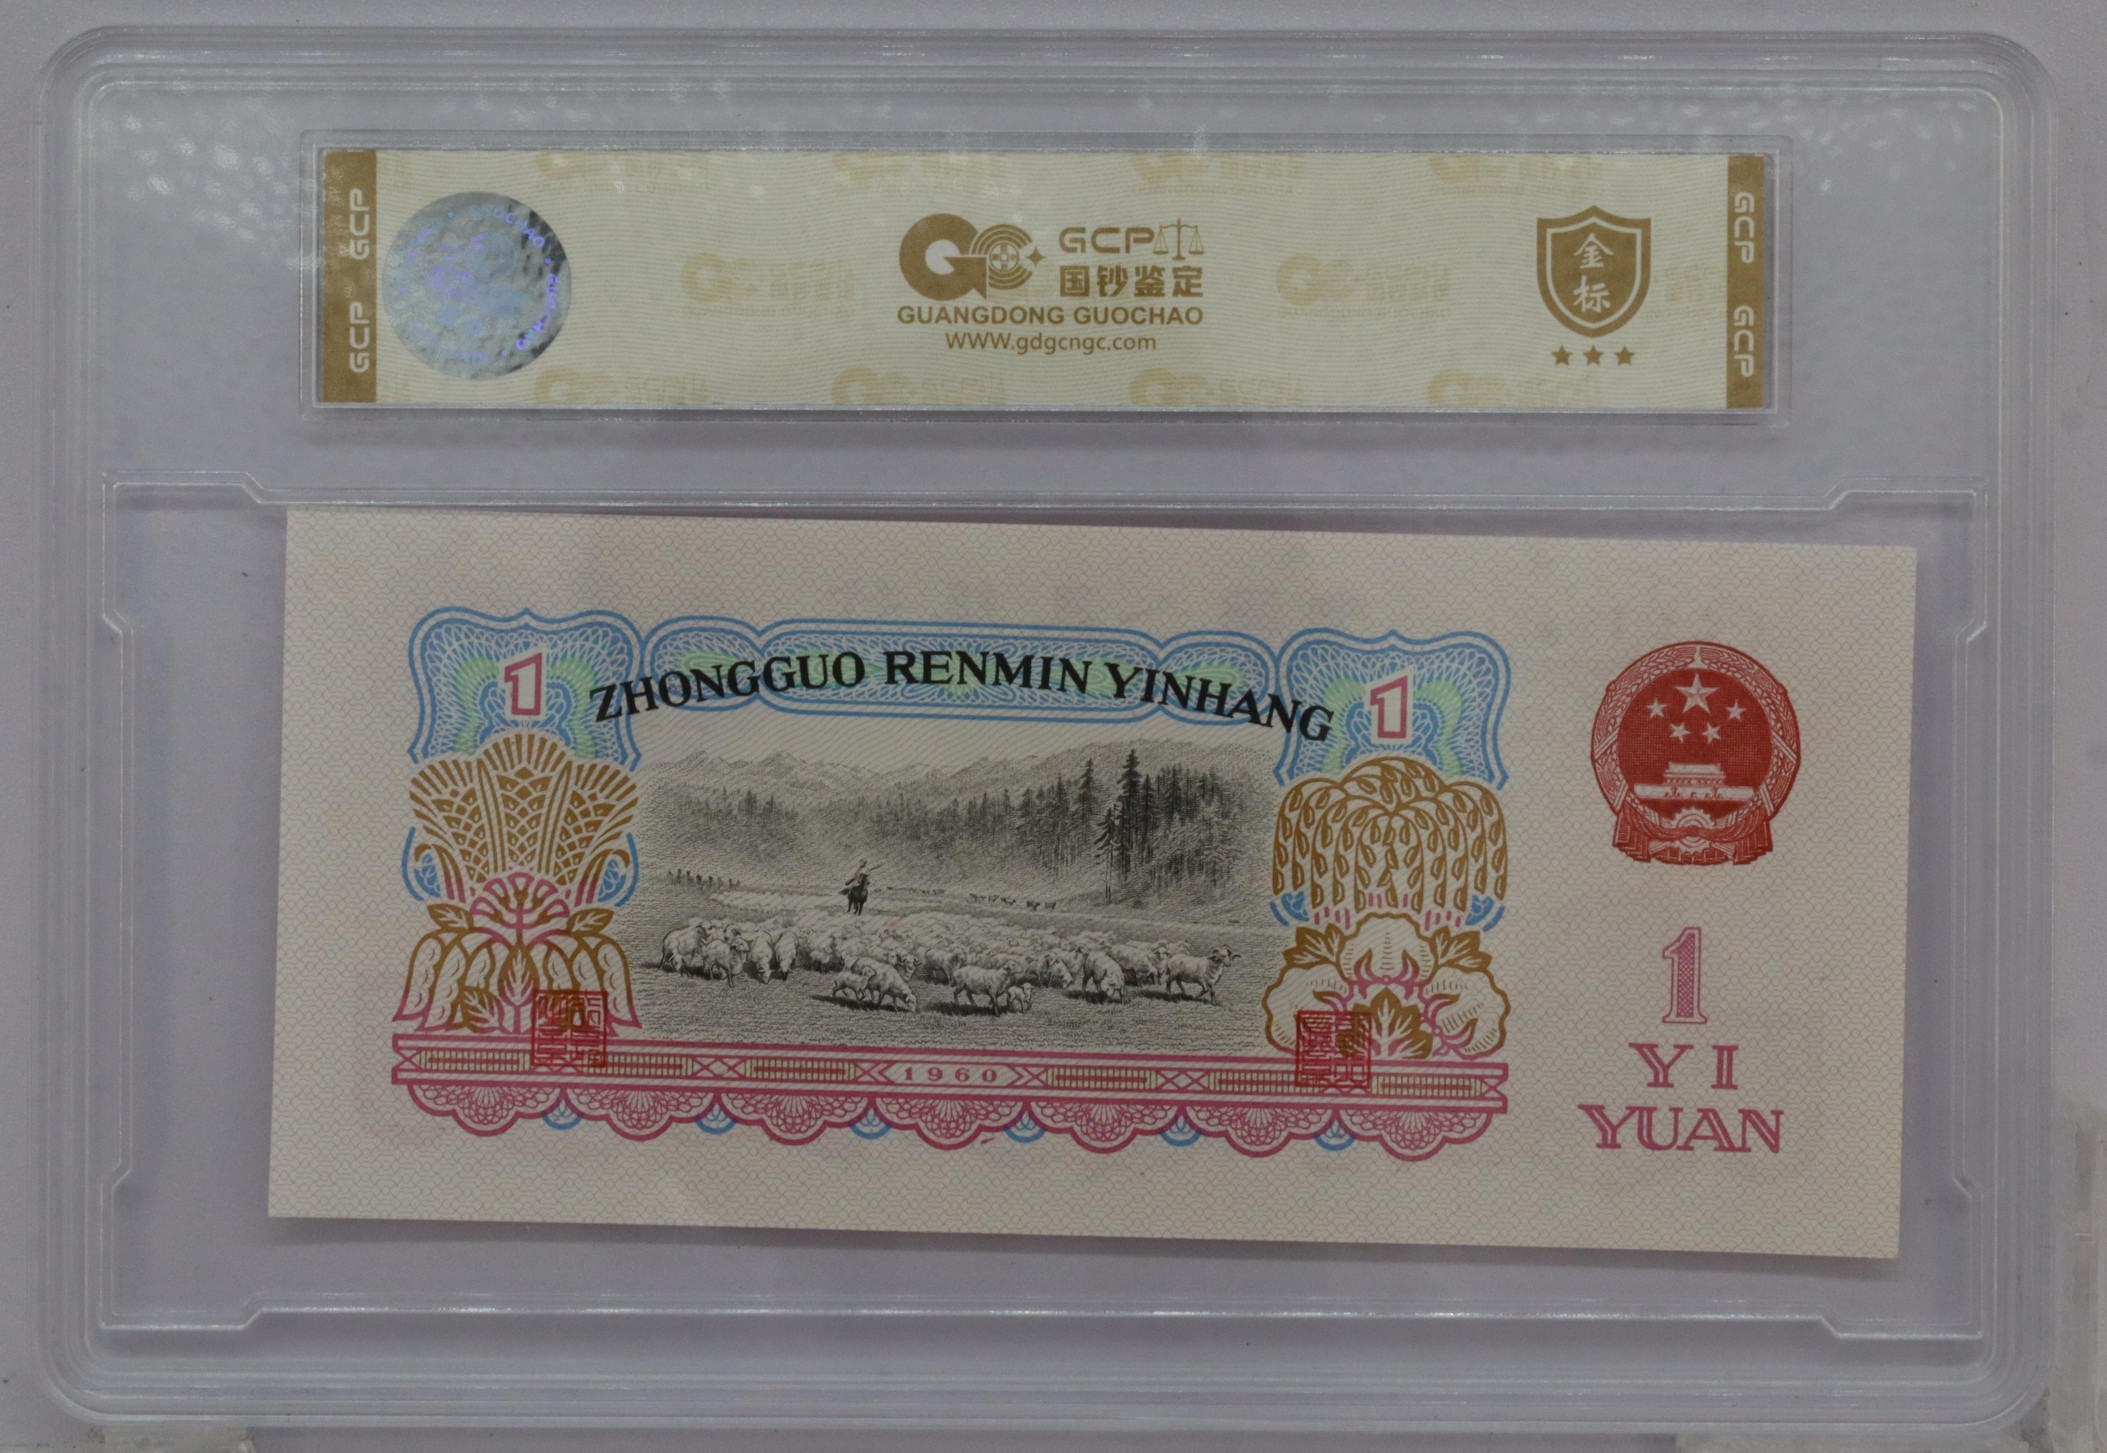 GCP GCP
GCP
国钞鉴定
GUANGDONG GUOCHAO
WWW.gdgcngc.com
金标
GCP GCP
1
ZHONGGUO RENMIN YINHANG
1
1960
1
YI
YUAN